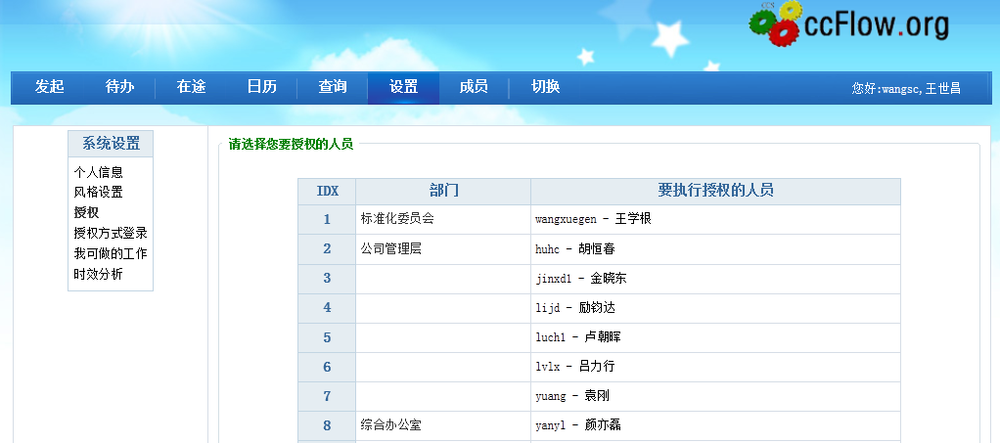 CCS
ccFlow.org
发起 待办 在途 日历 查询 设置 成员 切换 您好:wangsc,王世昌
系统设置
个人信息
风格设置
授权
授权方式登录
我可做的工作
时效分析
请选择您要授权的人员
IDX 部门 要执行授权的人员
1 标准化委员会 wangxuegen - 王学根
2 公司管理层 huhc - 胡恒春
3 jinxd1 - 金晓东
4 lijd - 励钧达
5 luch1 - 卢朝晖
6 lvlx - 吕力行
7 yuang - 袁刚
8 综合办公室 yanyl - 颜亦磊